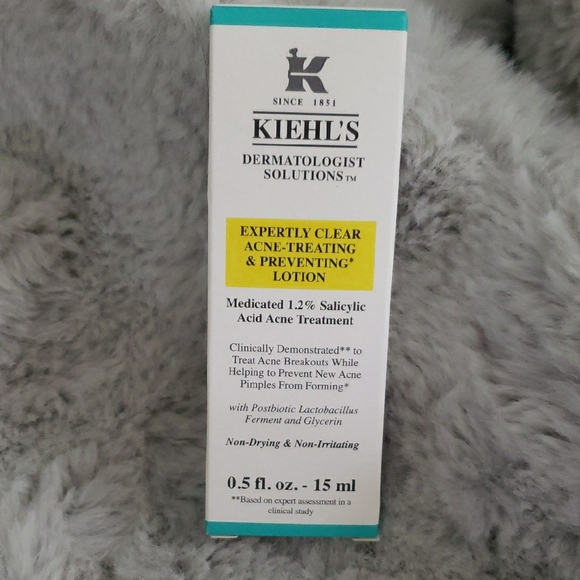 K
SINCE 1851
KIEHL'S
DERMATOLOGIST
SOLUTIONS™
EXPERTLY CLEAR
ACNE-TREATING
& PREVENTING*
LOTION
Medicated 1.2% Salicylic
Acid Acne Treatment
Clinically Demonstrated** to
Treat Acne Breakouts While
Helping to Prevent New Acne
Pimples From Forming*
with Postbiotic Lactobacillus
Ferment and Glycerin
Non-Drying & Non-Irritating
0.5 fl. oz. - 15 ml
**Based on expert assessment in a
clinical study